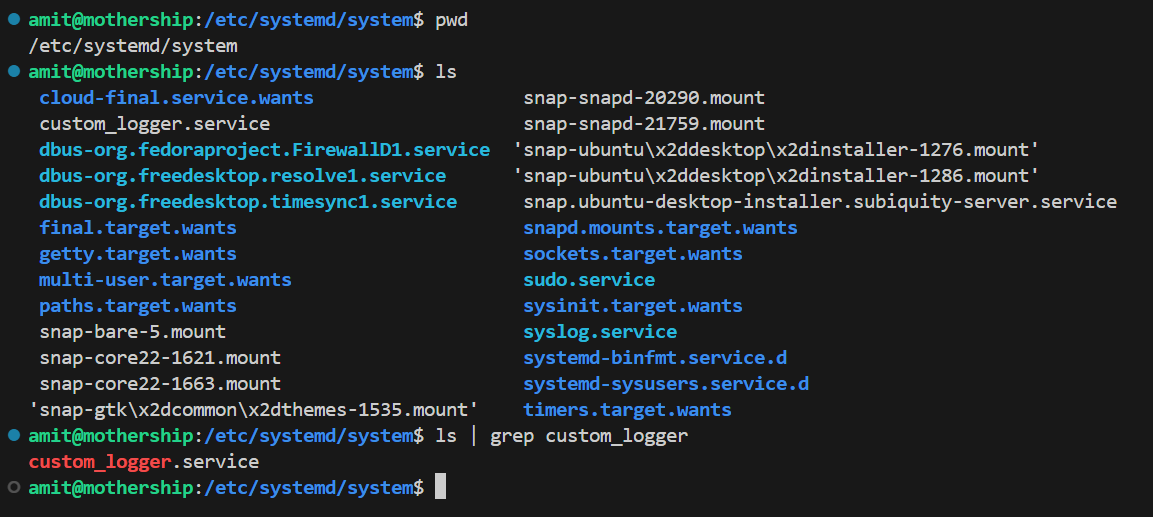 amit@mothership:/etc/systemd/system$ pwd
/etc/systemd/system
amit@mothership:/etc/systemd/system$ ls
cloud-final.service.wants snap-snapd-20290.mount
custom_logger.service snap-snapd-21759.mount
dbus-org.fedoraproject.FirewallD1.service 'snap-ubuntu\x2ddesktop\x2dinstaller-1276.mount'
dbus-org.freedesktop.resolve1.service 'snap-ubuntu\x2ddesktop\x2dinstaller-1286.mount'
dbus-org.freedesktop.timesync1.service snap.ubuntu-desktop-installer.subiquity-server.service
final.target.wants snapd.mounts.target.wants
getty.target.wants sockets.target.wants
multi-user.target.wants sudo.service
paths.target.wants sysinit.target.wants
snap-bare-5.mount syslog.service
snap-core22-1621.mount systemd-binfmt.service.d
snap-core22-1663.mount systemd-sysusers.service.d
'snap-gtk\x2dcommon\x2dthemes-1535.mount' timers.target.wants
amit@mothership:/etc/systemd/system$ ls | grep custom_logger
custom_logger.service
amit@mothership:/etc/systemd/system$